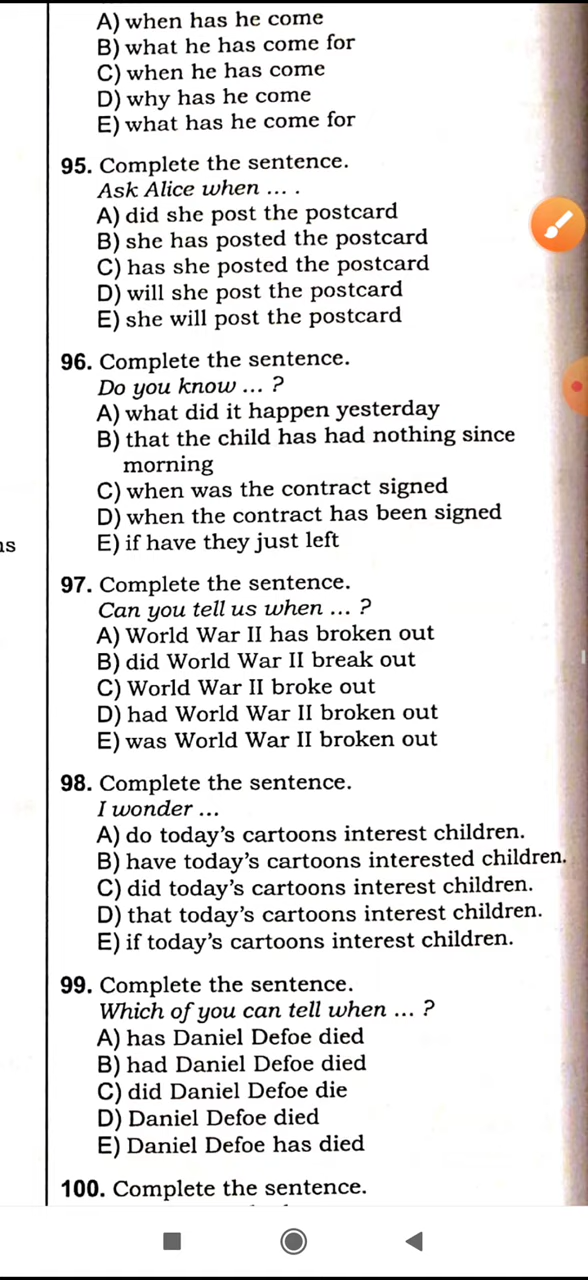 A) when has he come
B) what he has come for
C) when he has come
D) why has he come
E) what has he come for
95. Complete the sentence.
Ask Alice when ... .
A) did she post the postcard
B) she has posted the postcard
C) has she posted the postcard
D) will she post the postcard
E) she will post the postcard
96. Complete the sentence.
Do you know ... ?
A) what did it happen yesterday
B) that the child has had nothing since
morning
C) when was the contract signed
D) when the contract has been signed
E) if have they just left
ns
97. Complete the sentence.
Can you tell us when ... ?
A) World War II has broken out
B) did World War II break out
C) World War II broke out
D) had World War II broken out
E) was World War II broken out
98. Complete the sentence.
I wonder ...
A) do today's cartoons interest children.
B) have today's cartoons interested children.
C) did today's cartoons interest children.
D) that today's cartoons interest children.
E) if today's cartoons interest children.
99. Complete the sentence.
Which of you can tell when ... ?
A) has Daniel Defoe died
B) had Daniel Defoe died
C) did Daniel Defoe die
D) Daniel Defoe died
E) Daniel Defoe has died
100. Complete the sentence.